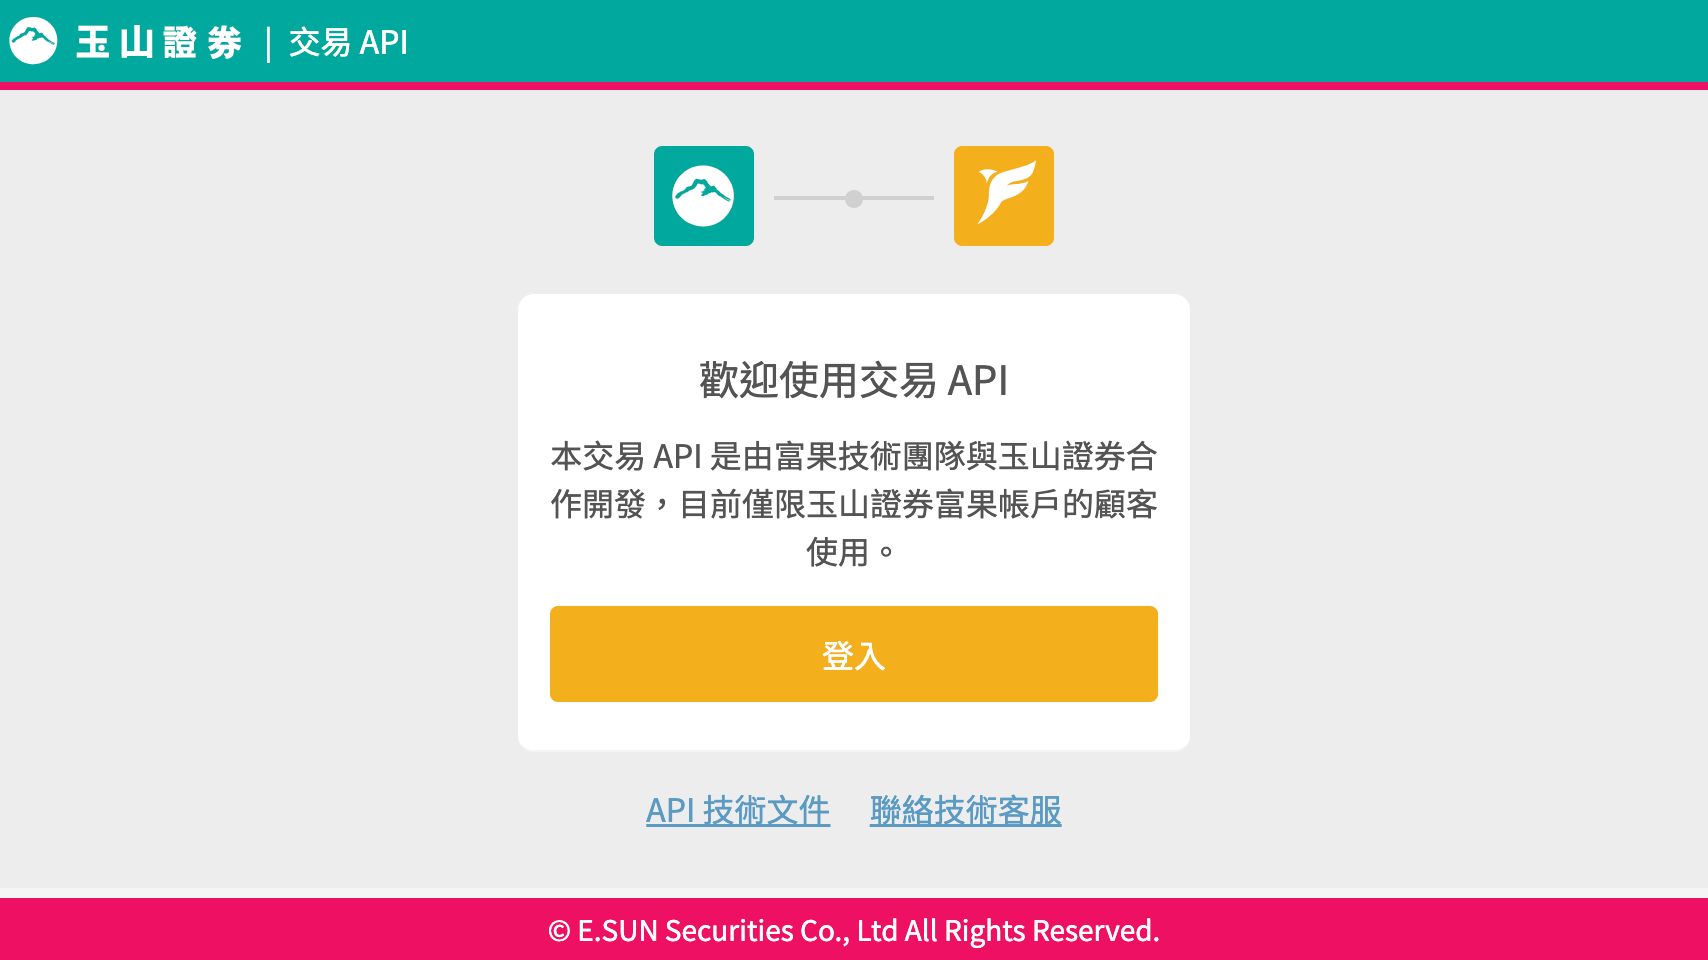 玉山證券 | 交易 API
歡迎使用交易 API
本交易 API 是由富果技術團隊與玉山證券合
作開發，目前僅限玉山證券富果帳戶的顧客
使用。
登入
API 技術文件 聯絡技術客服
© E.SUN Securities Co., Ltd All Rights Reserved.